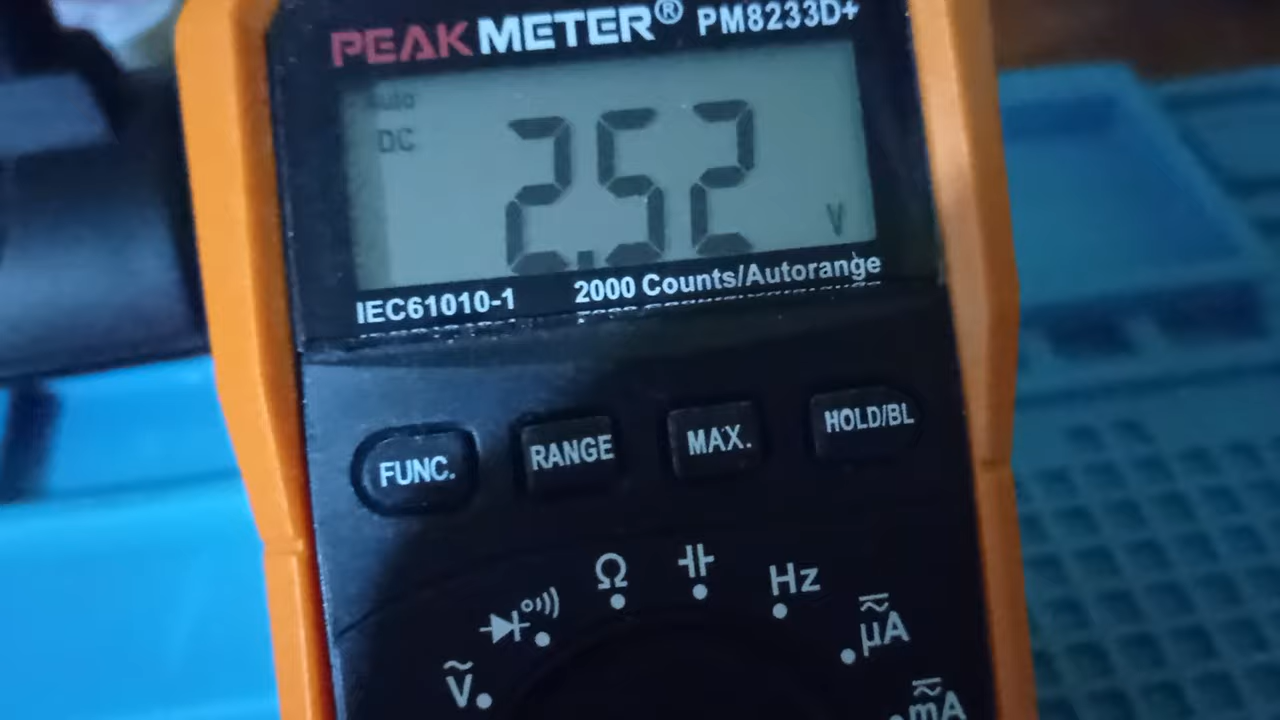 PEAKMETER® PM8233D+
Auto
DC
2.52
V
IEC61010-1 2000 Counts/Autorange
FUNC. RANGE MAX. HOLD/BL
Ω Hz
μA
V
mA